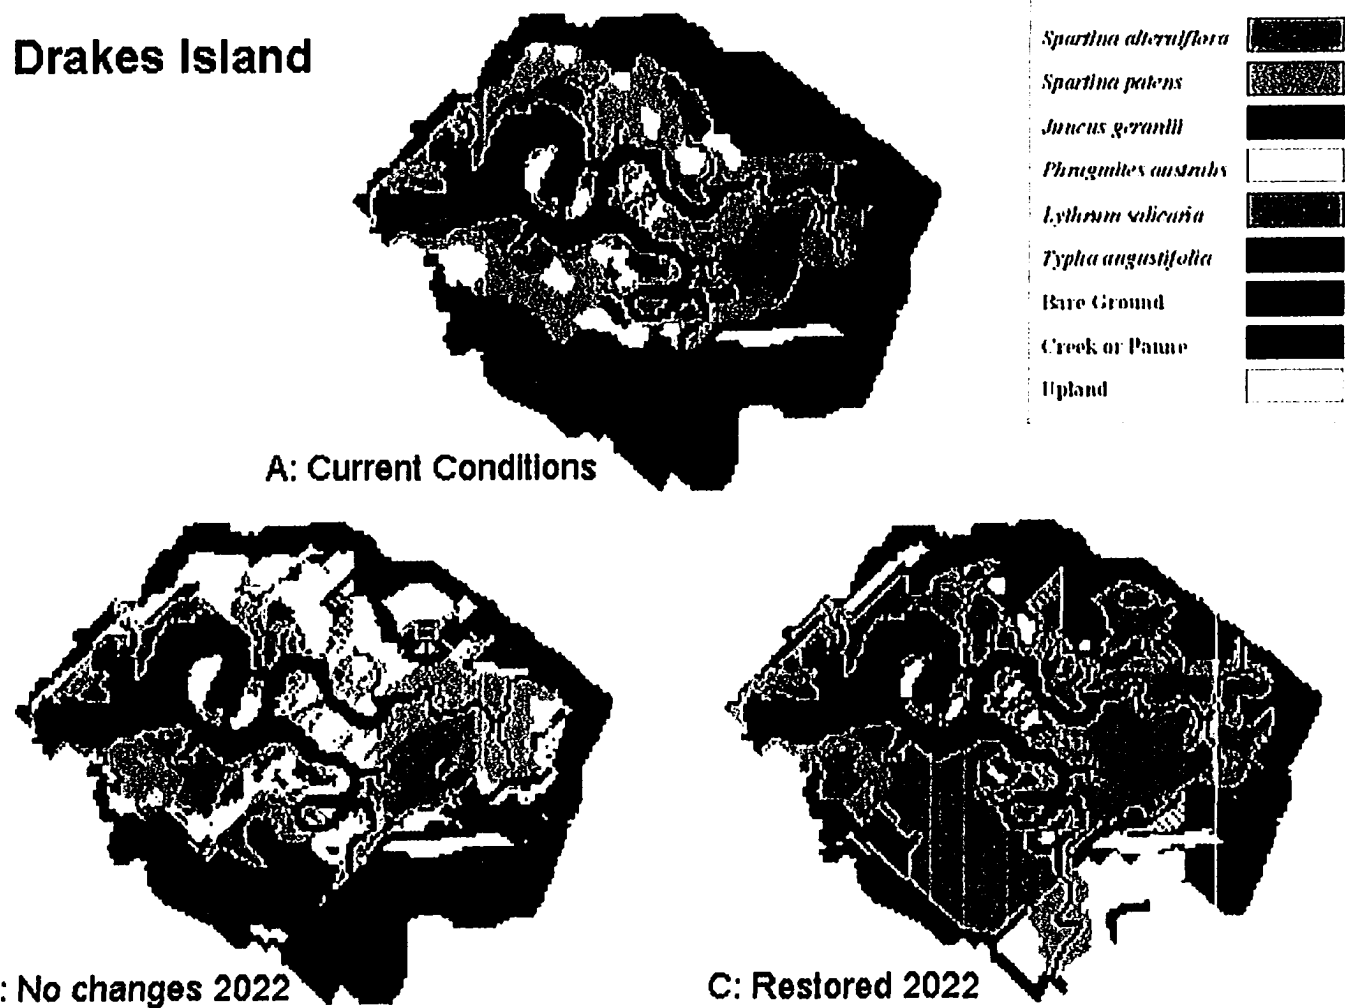 Drakes Island
Spartina alterniflora
Spartina patens
Juncus gerardii
Phragmites australis
Lythrum salicaria
Typha angustifolia
Bare Ground
Creek or Panne
Upland
A: Current Conditions
: No changes 2022
C: Restored 2022